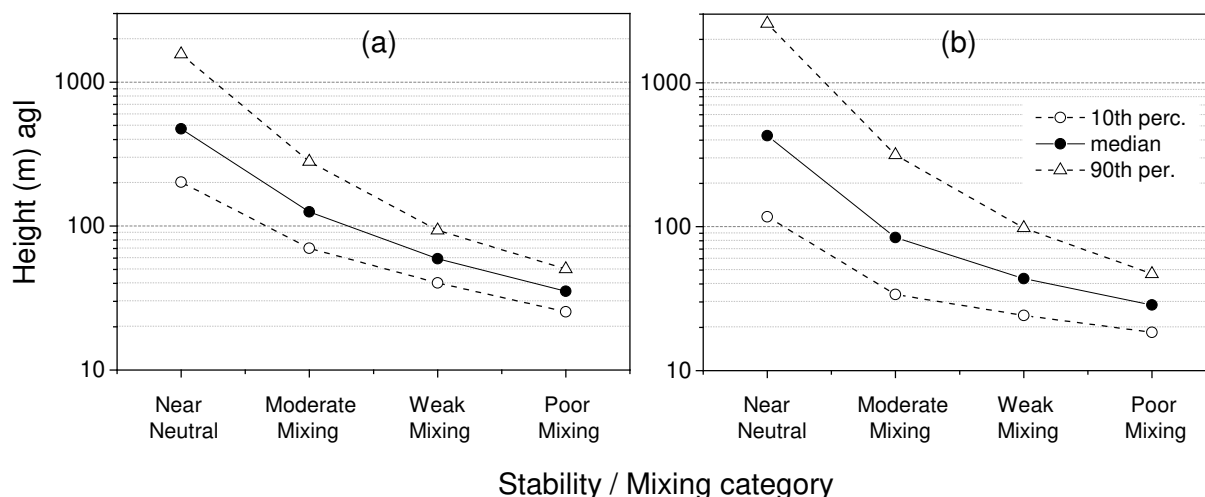 (a)
(b)
1000
100
10
1000
100
10
Height (m) agl
10th perc.
median
90th per.
Near
Neutral
Moderate
Mixing
Weak
Mixing
Poor
Mixing
Near
Neutral
Moderate
Mixing
Weak
Mixing
Poor
Mixing
Stability / Mixing category